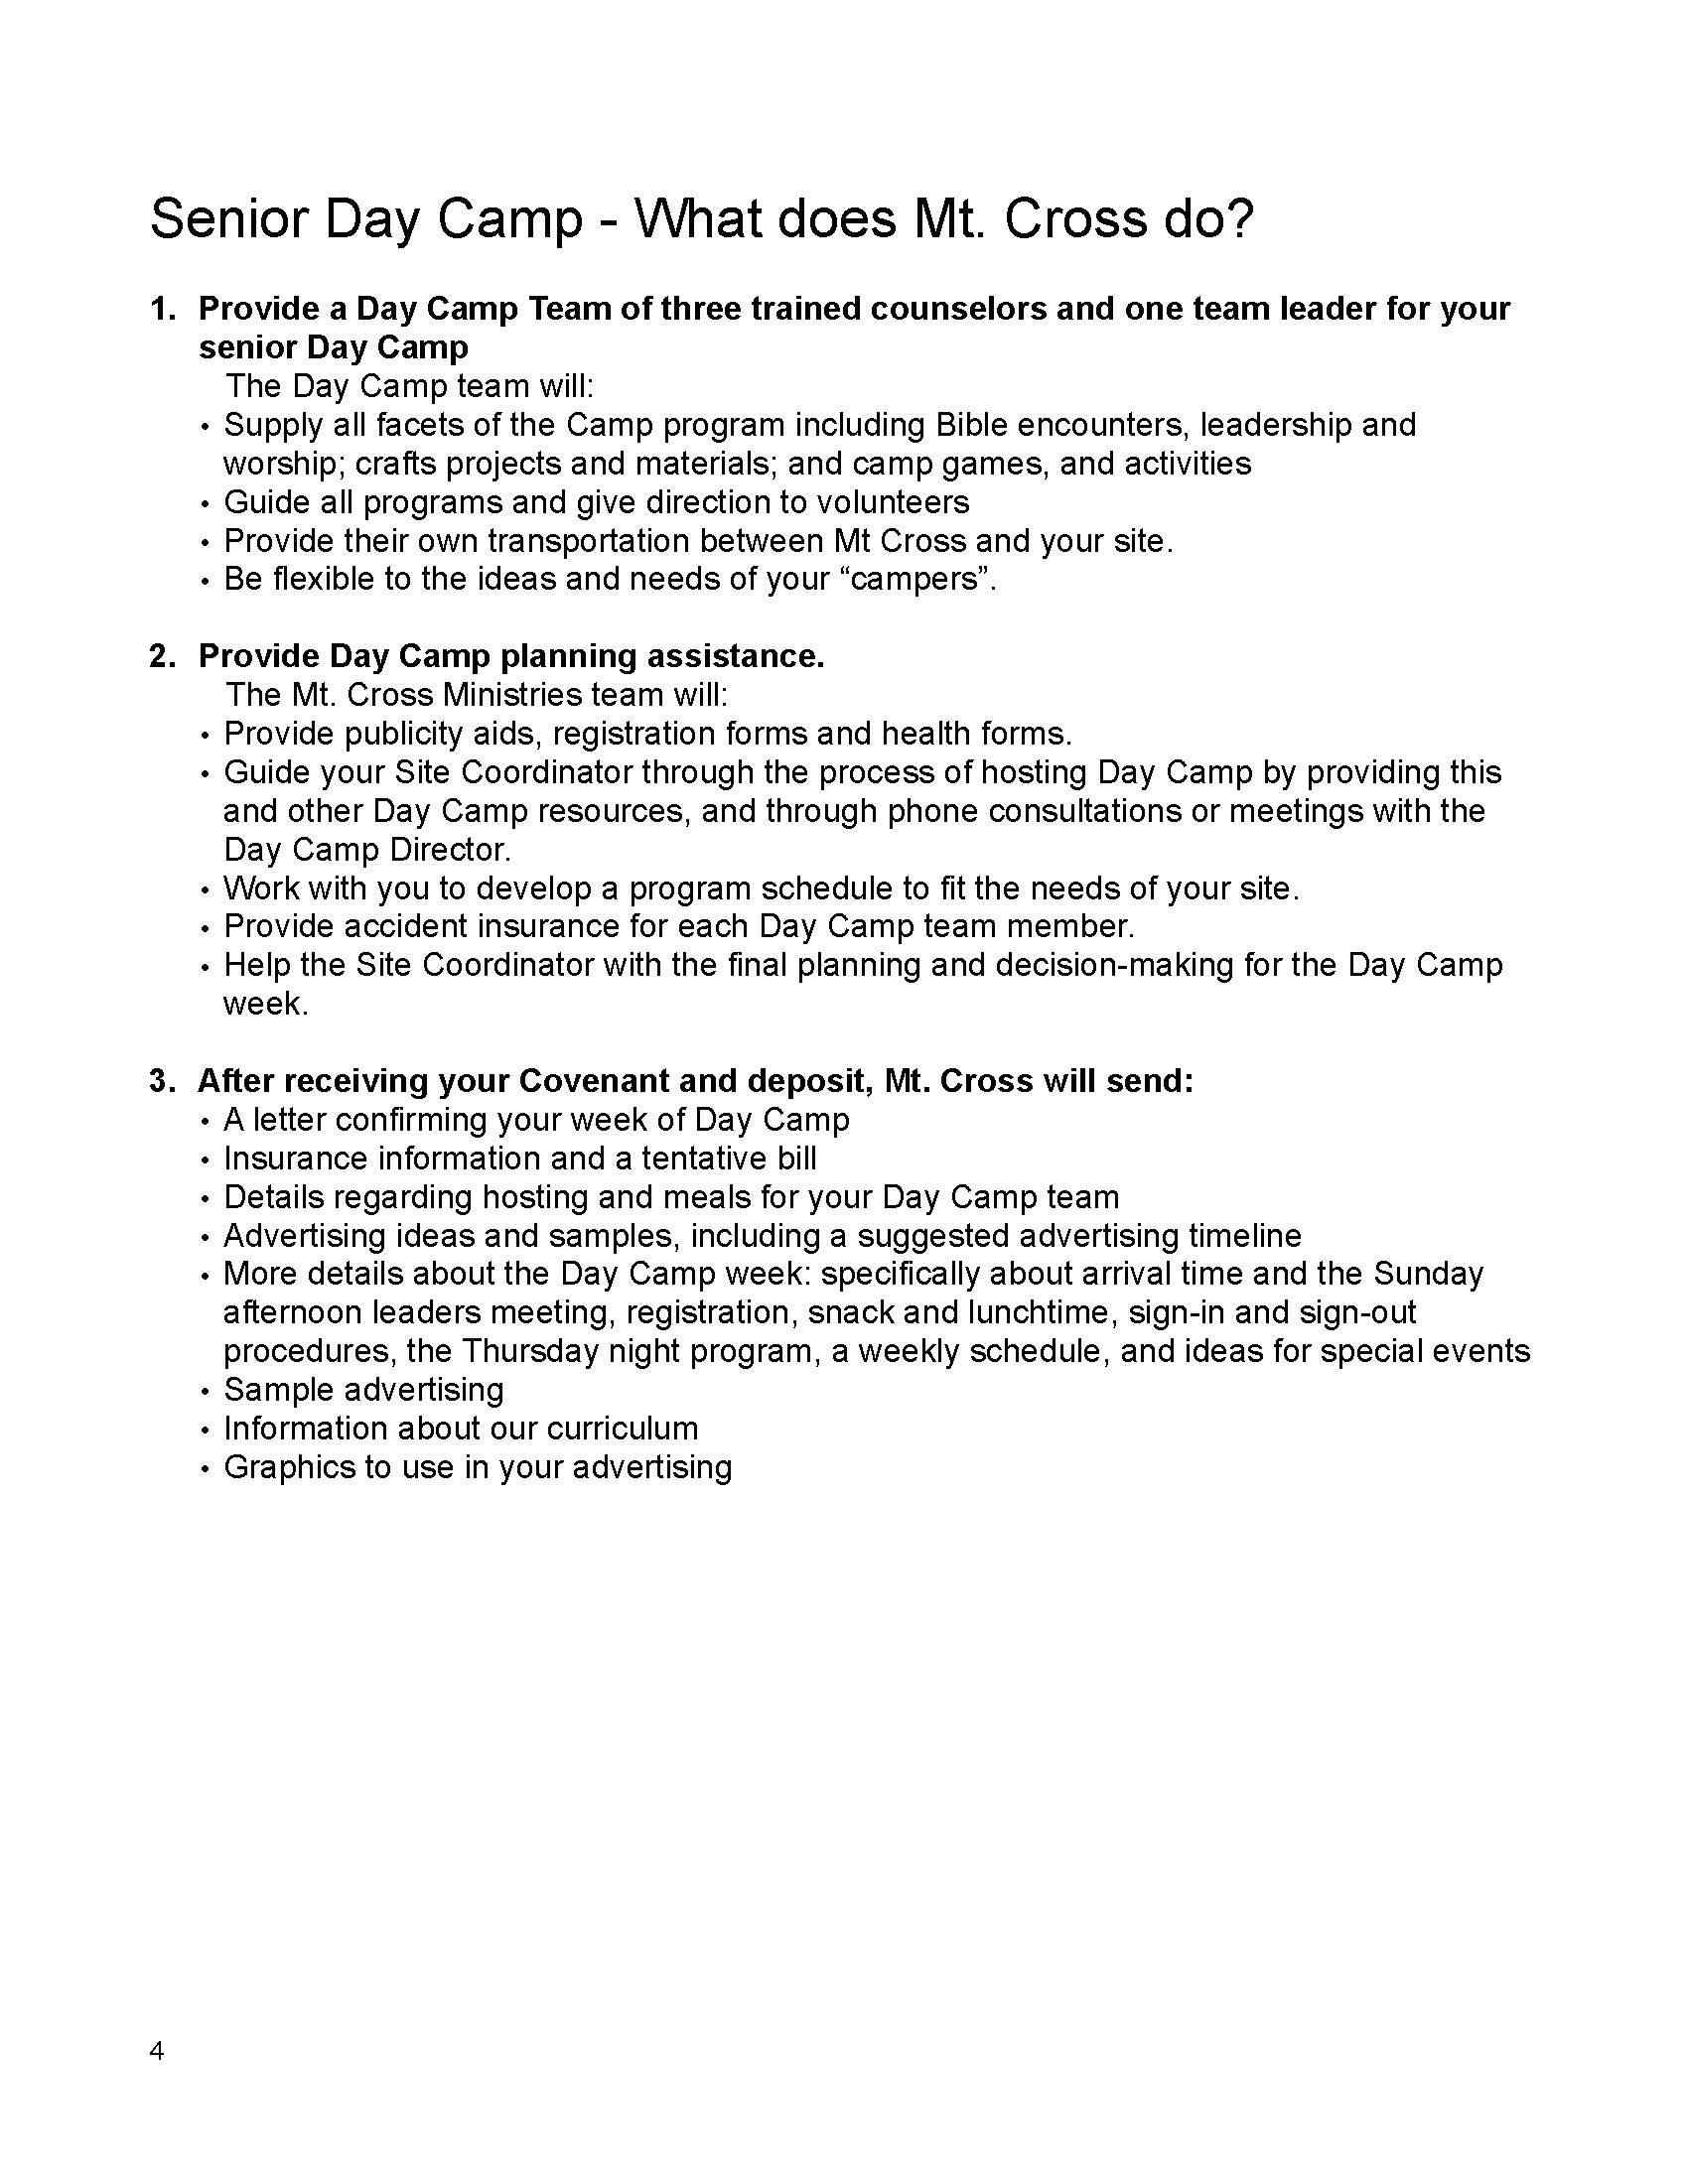 Senior Day Camp - What does Mt. Cross do?
1. Provide a Day Camp Team of three trained counselors and one team leader for your
senior Day Camp
The Day Camp team will:
• Supply all facets of the Camp program including Bible encounters, leadership and
worship; crafts projects and materials; and camp games, and activities
• Guide all programs and give direction to volunteers
• Provide their own transportation between Mt Cross and your site.
• Be flexible to the ideas and needs of your “campers”.
2. Provide Day Camp planning assistance.
The Mt. Cross Ministries team will:
• Provide publicity aids, registration forms and health forms.
• Guide your Site Coordinator through the process of hosting Day Camp by providing this
and other Day Camp resources, and through phone consultations or meetings with the
Day Camp Director.
• Work with you to develop a program schedule to fit the needs of your site.
• Provide accident insurance for each Day Camp team member.
• Help the Site Coordinator with the final planning and decision-making for the Day Camp
week.
3. After receiving your Covenant and deposit, Mt. Cross will send:
• A letter confirming your week of Day Camp
• Insurance information and a tentative bill
• Details regarding hosting and meals for your Day Camp team
• Advertising ideas and samples, including a suggested advertising timeline
• More details about the Day Camp week: specifically about arrival time and the Sunday
afternoon leaders meeting, registration, snack and lunchtime, sign-in and sign-out
procedures, the Thursday night program, a weekly schedule, and ideas for special events
• Sample advertising
• Information about our curriculum
• Graphics to use in your advertising
4